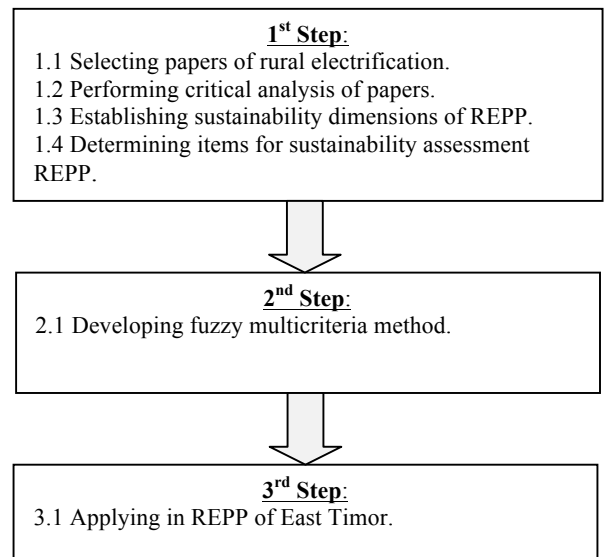 1st Step:
1.1 Selecting papers of rural electrification.
1.2 Performing critical analysis of papers.
1.3 Establishing sustainability dimensions of REPP.
1.4 Determining items for sustainability assessment
REPP.
2nd Step:
2.1 Developing fuzzy multicriteria method.
3rd Step:
3.1 Applying in REPP of East Timor.